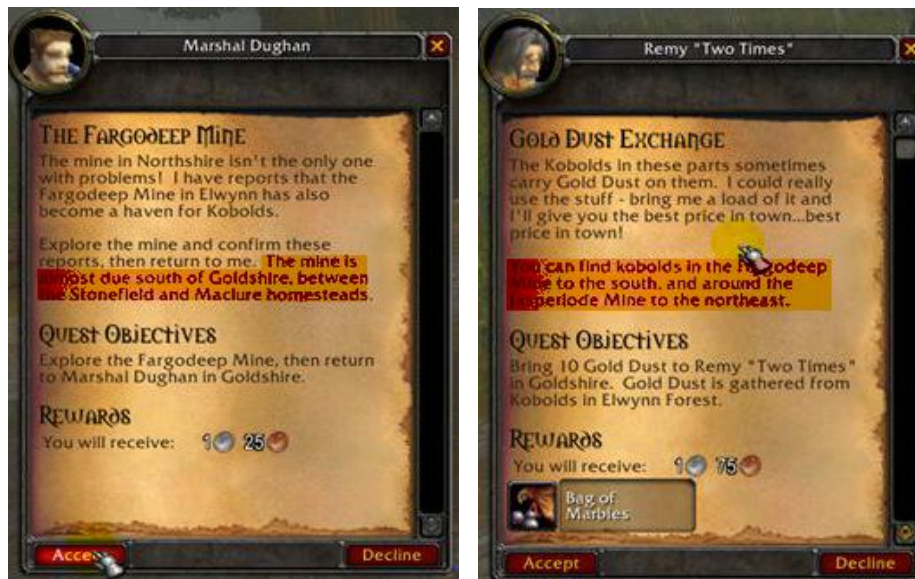 Marshal Dughan
The Fargodeep Mine
The mine in Northshire isn't the only one
with problems! I have reports that the
Fargodeep Mine in Elwynn has also
become a haven for Kobolds.
Explore the mine and confirm these
reports, then return to me. The mine is
almost due south of Goldshire, between
the Stonefield and Maclure homesteads.
Quest Objectives
Explore the Fargodeep Mine, then return
to Marshal Dughan in Goldshire.
Rewards
You will receive: 1 25
Decline
Remy "Two Times"
Gold Dust Exchange
The Kobolds in these parts sometimes
carry Gold Dust on them. I could really
use the stuff - bring me a load of it and
I'll give you the best price in town...best
price in town!
You can find kobolds in the Fargodeep
Mine to the south, and around the
Jasperlode Mine to the northeast.
Quest Objectives
Bring 10 Gold Dust to Remy "Two Times"
in Goldshire. Gold Dust is gathered from
Kobolds in Elwynn Forest.
Rewards
You will receive: 1 75
Bag of
Marbles
Accept
Decline